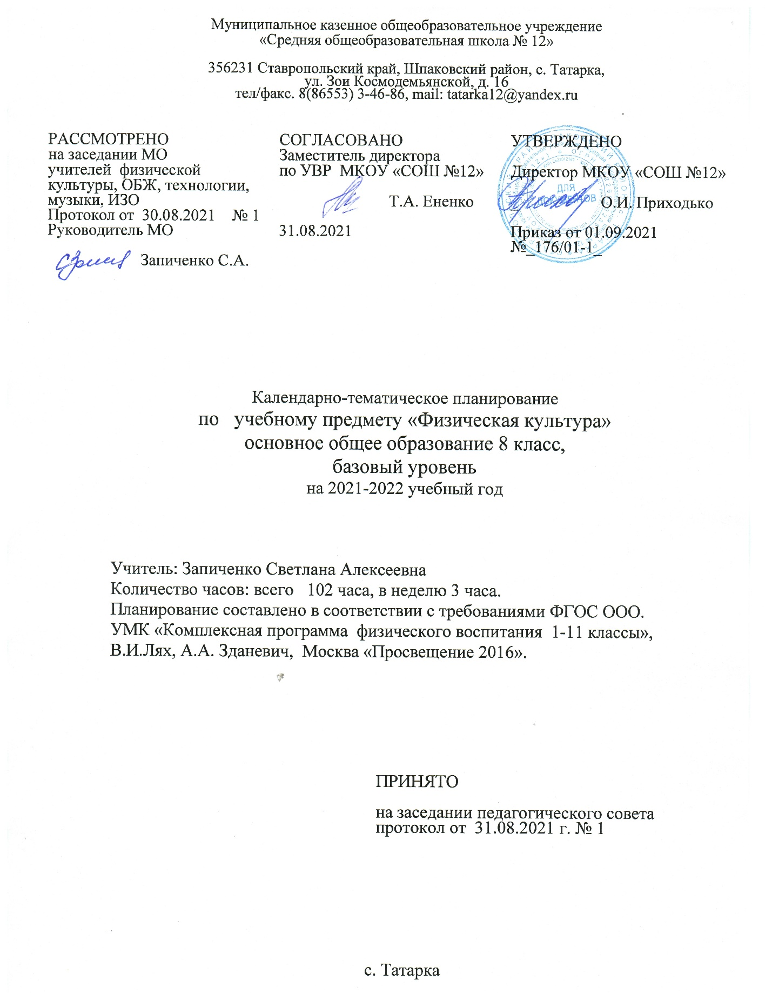 Муниципальное казенное общеобразовательное учреждение
«Средняя общеобразовательная школа № 12»
356231 Ставропольский край, Шпаковский район, с. Татарка,
ул. Зои Космодемьянской, д. 16
тел/факс. 8(86553) 3-46-86, mail: tatarka12@yandex.ru
РАССМОТРЕНО
на заседании МО
учителей физической
культуры, ОБЖ, технологии,
музыки, ИЗО
Протокол от 30.08.2021 № 1
Руководитель МО
Запиченко С.А.
СОГЛАСОВАНО
Заместитель директора
по УВР МКОУ «СОШ №12»
Т.А. Ененко
31.08.2021
УТВЕРЖДЕНО
Директор МКОУ «СОШ №12»
О.И. Приходько
Приказ от 01.09.2021
№_176/01-1_
ДЛЯ
ДОКУМЕНТОВ
Календарно-тематическое планирование
по учебному предмету «Физическая культура»
основное общее образование 8 класс,
базовый уровень
на 2021-2022 учебный год
Учитель: Запиченко Светлана Алексеевна
Количество часов: всего 102 часа, в неделю 3 часа.
Планирование составлено в соответствии с требованиями ФГОС ООО.
УМК «Комплексная программа физического воспитания 1-11 классы»,
В.И.Лях, А.А. Зданевич, Москва «Просвещение 2016».
ПРИНЯТО
на заседании педагогического совета
протокол от 31.08.2021 г. № 1
с. Татарка